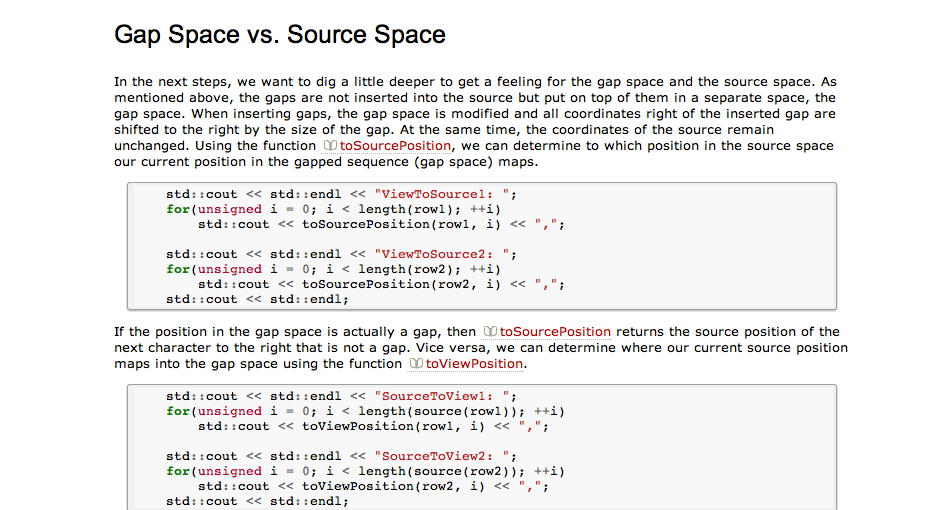 Gap Space vs. Source Space
In the next steps, we want to dig a little deeper to get a feeling for the gap space and the source space. As
mentioned above, the gaps are not inserted into the source but put on top of them in a separate space, the
gap space. When inserting gaps, the gap space is modified and all coordinates right of the inserted gap are
shifted to the right by the size of the gap. At the same time, the coordinates of the source remain
unchanged. Using the function toSourcePosition, we can determine to which position in the source space
our current position in the gapped sequence (gap space) maps.
std::cout << std::endl << "ViewToSource1: ";
for(unsigned i = 0; i < length(row1); ++i)
std::cout << toSourcePosition(row1, i) << ",";
std::cout << std::endl << "ViewToSource2: ";
for(unsigned i = 0; i < length(row2); ++i)
std::cout << toSourcePosition(row2, i) << ",";
std::cout << std::endl;
If the position in the gap space is actually a gap, then toSourcePosition returns the source position of the
next character to the right that is not a gap. Vice versa, we can determine where our current source position
maps into the gap space using the function toViewPosition.
std::cout << std::endl << "SourceToView1: ";
for(unsigned i = 0; i < length(source(row1)); ++i)
std::cout << toViewPosition(row1, i) << ",";
std::cout << std::endl << "SourceToView2: ";
for(unsigned i = 0; i < length(source(row2)); ++i)
std::cout << toViewPosition(row2, i) << ",";
std::cout << std::endl;